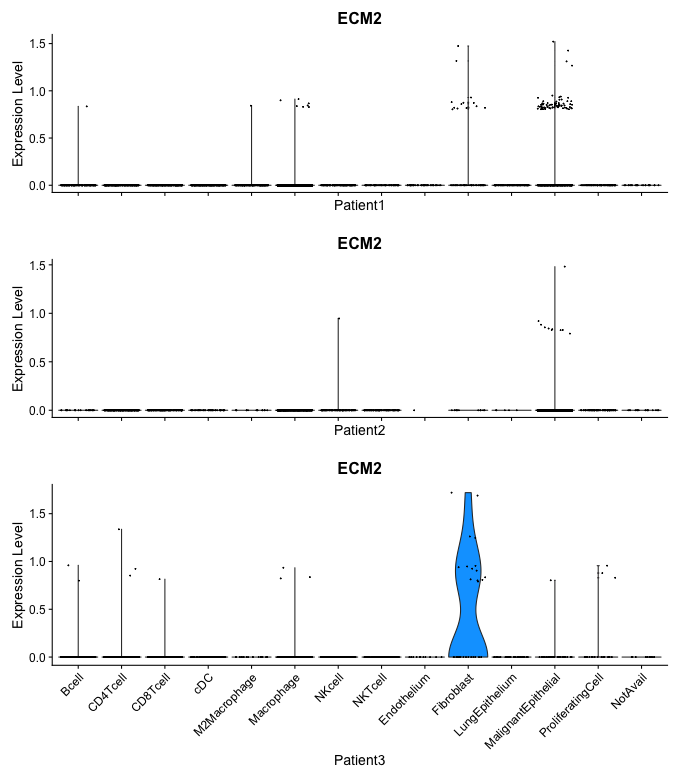 ECM2
Expression Level
1.5
1.0
0.5
0.0
Patient1
ECM2
Expression Level
1.5
1.0
0.5
0.0
Patient2
ECM2
Expression Level
1.5
1.0
0.5
0.0
Bcell
CD4Tcell
CD8Tcell
cDC
M2Macrophage
Macrophage
NKcell
NKTcell
Endothelium
Fibroblast
LungEpithelium
MalignantEpithelial
ProliferatingCell
NotAvail
Patient3